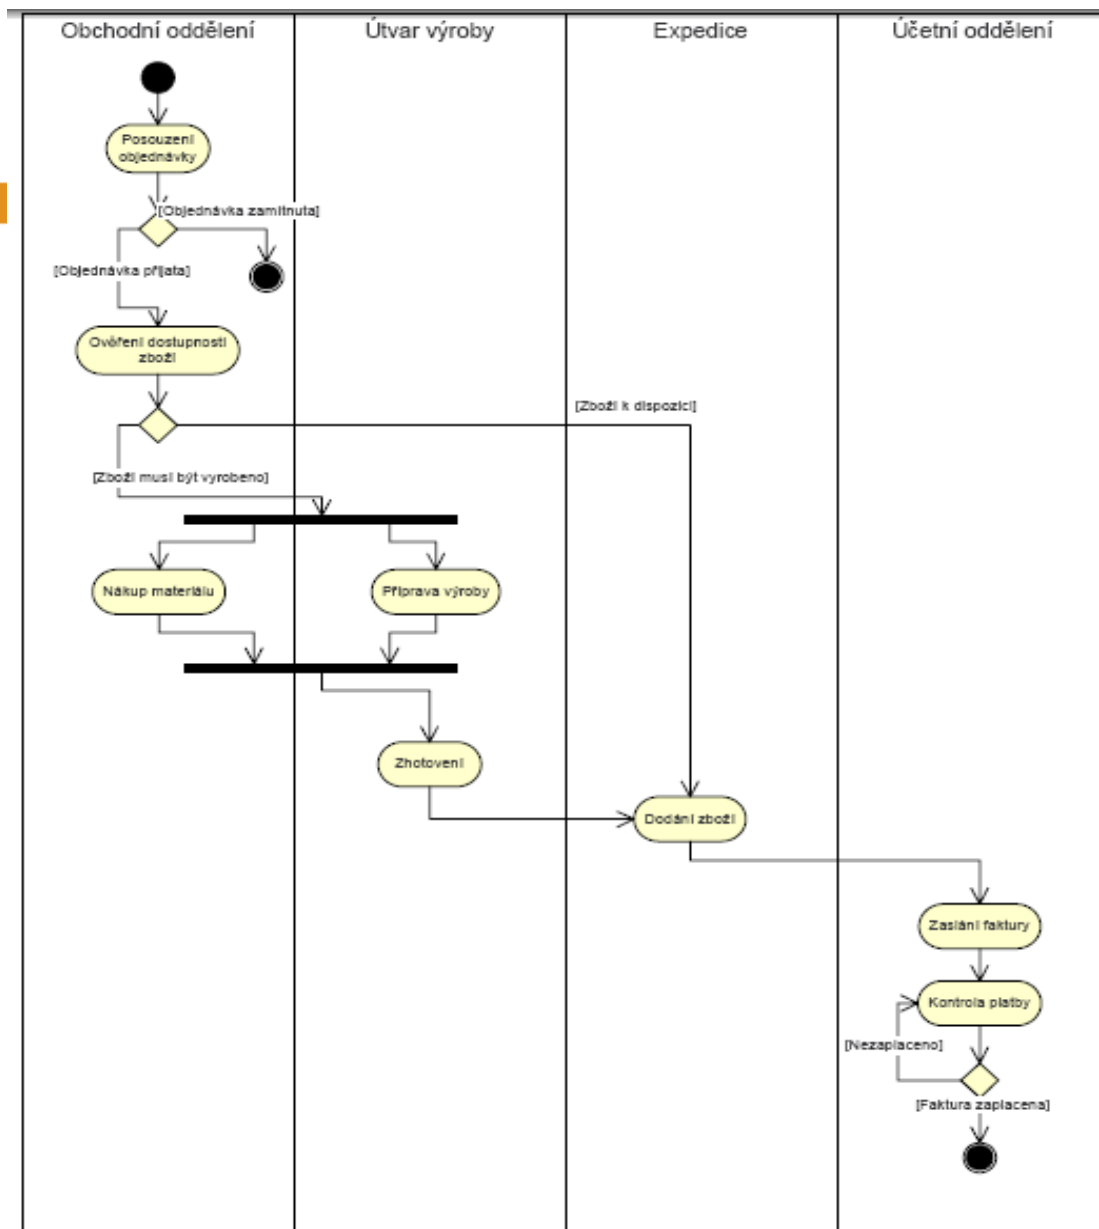 Obchodní oddělení
Útvar výroby
Expedice
Účetní oddělení
Posouzení
objednávky
[Objednávka zamítnuta]
[Objednávka přijata]
Ověření dostupnosti
zboží
[Zboží k dispozici]
[Zboží musí být vyrobeno]
Nákup materiálu
Příprava výroby
Zhotovení
Dodání zboží
Zaslání faktury
Kontrola platby
[Nezaplaceno]
[Faktura zaplacena]